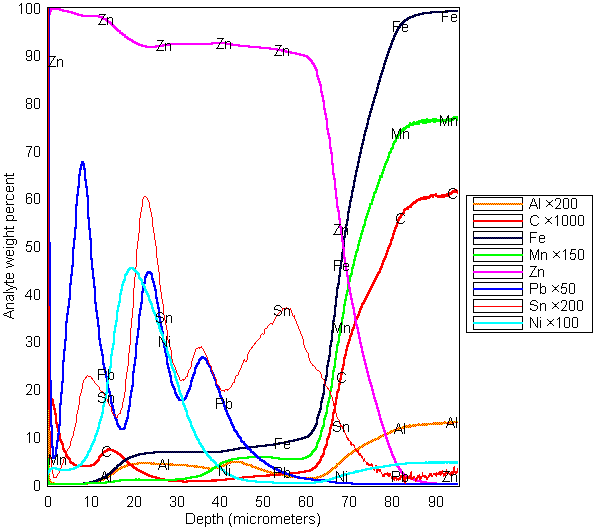 100
90
80
70
60
50
40
30
20
10
0
Analyte weight percent
0 10 20 30 40 50 60 70 80 90
Depth (micrometers)
Zn Zn Zn Zn Zn Fe Fe
Zn
Mn Mn
C C
Zn
Fe
Pb Sn Sn Mn
Sn Ni
Pb C
Mn C Fe Sn
Al Al Ni Pb Al Al
Ni Pb Zn
Al ×200
C ×1000
Fe
Mn ×150
Zn
Pb ×50
Sn ×200
Ni ×100